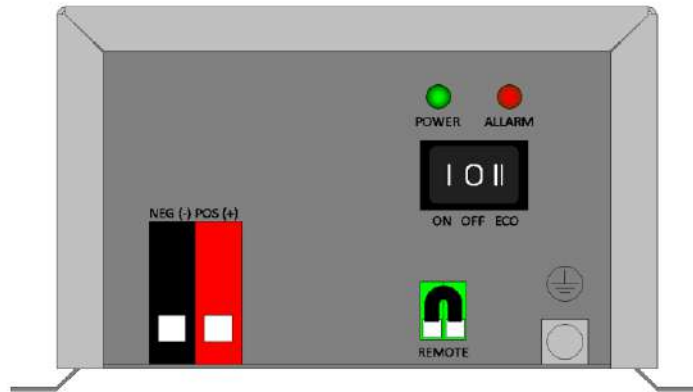 POWER ALLARM
I O II
ON OFF ECO
NEG (-) POS (+)
REMOTE